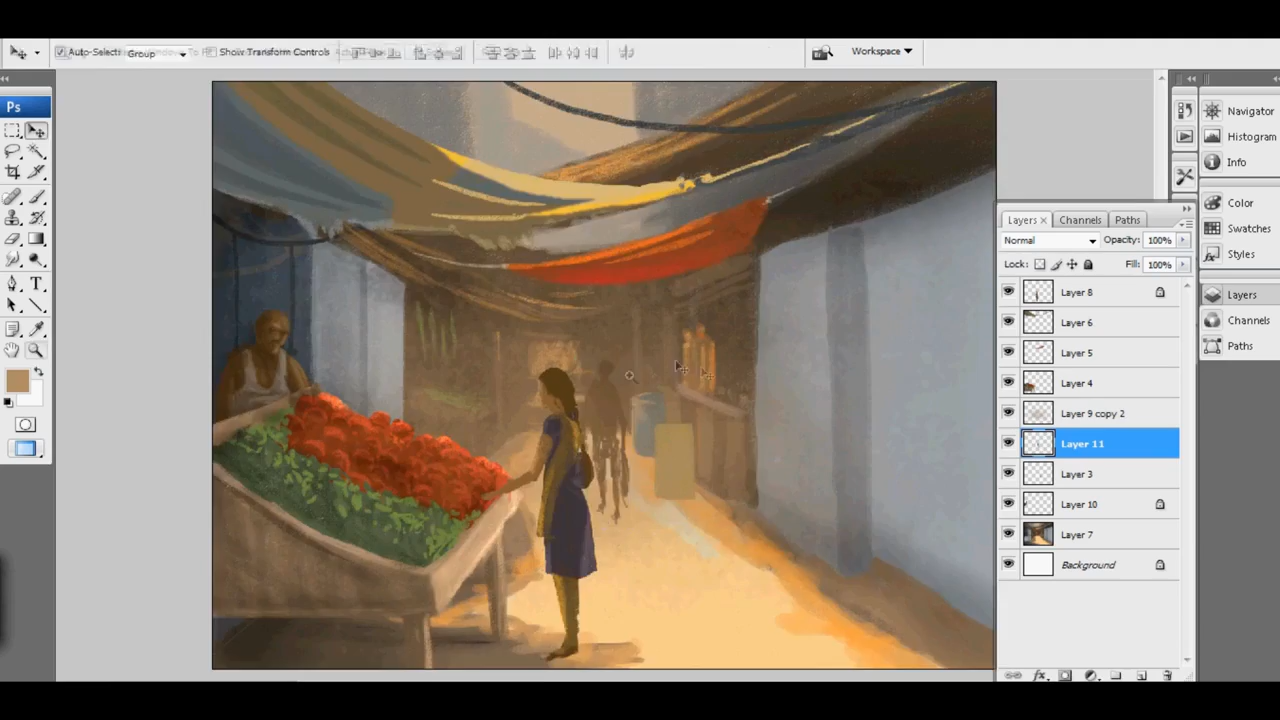 Auto-Select:
Group
Show Transform Controls
Workspace
Ps
T
Navigator
Histogram
Info
Color
Swatches
Styles
Layers
Channels
Paths
Layers × Channels Paths
Normal Opacity: 100%
Lock: Fill: 100%
Layer 8
Layer 6
Layer 5
Layer 4
Layer 9 copy 2
Layer 11
Layer 3
Layer 10
Layer 7
Background
fx